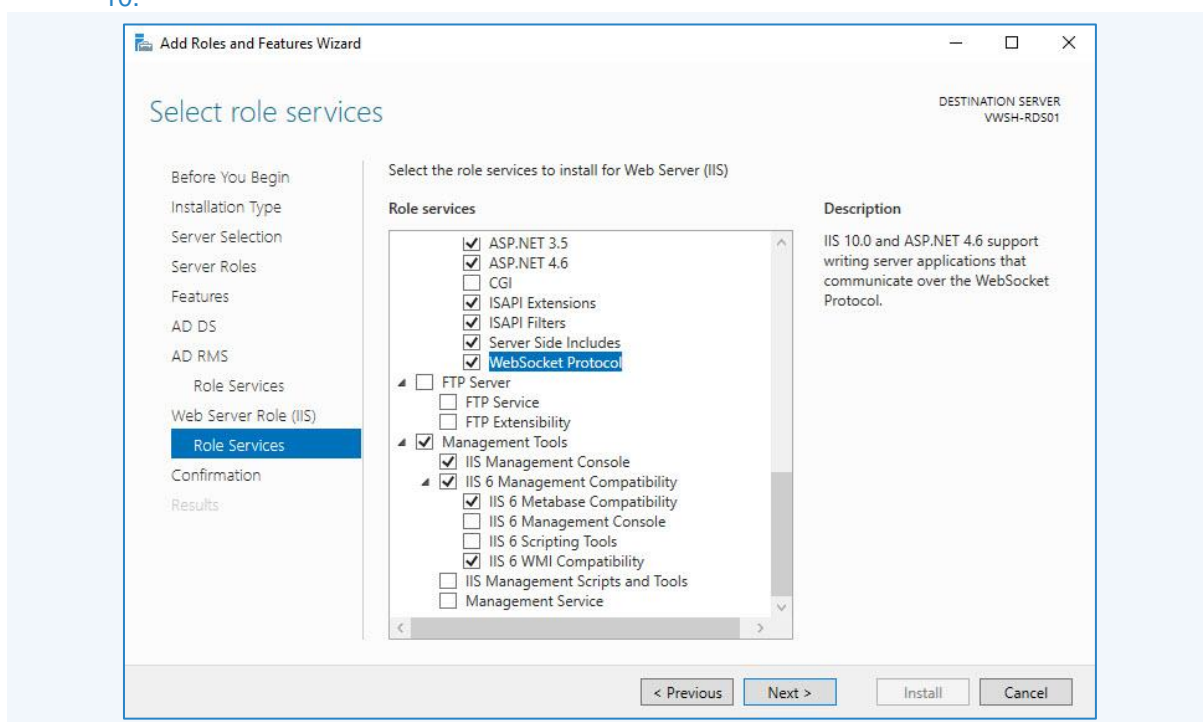 Add Roles and Features Wizard
Select role services
DESTINATION SERVER
VWSH-RDS01
Before You Begin
Installation Type
Server Selection
Server Roles
Features
AD DS
AD RMS
Role Services
Web Server Role (IIS)
Role Services
Confirmation
Results
Select the role services to install for Web Server (IIS)
Role services
ASP.NET 3.5
ASP.NET 4.6
CGI
ISAPI Extensions
ISAPI Filters
Server Side Includes
WebSocket Protocol
FTP Server
FTP Service
FTP Extensibility
Management Tools
IIS Management Console
IIS 6 Management Compatibility
IIS 6 Metabase Compatibility
IIS 6 Management Console
IIS 6 Scripting Tools
IIS 6 WMI Compatibility
IIS Management Scripts and Tools
Management Service
Description
IIS 10.0 and ASP.NET 4.6 support
writing server applications that
communicate over the WebSocket
Protocol.
< Previous
Next >
Install
Cancel